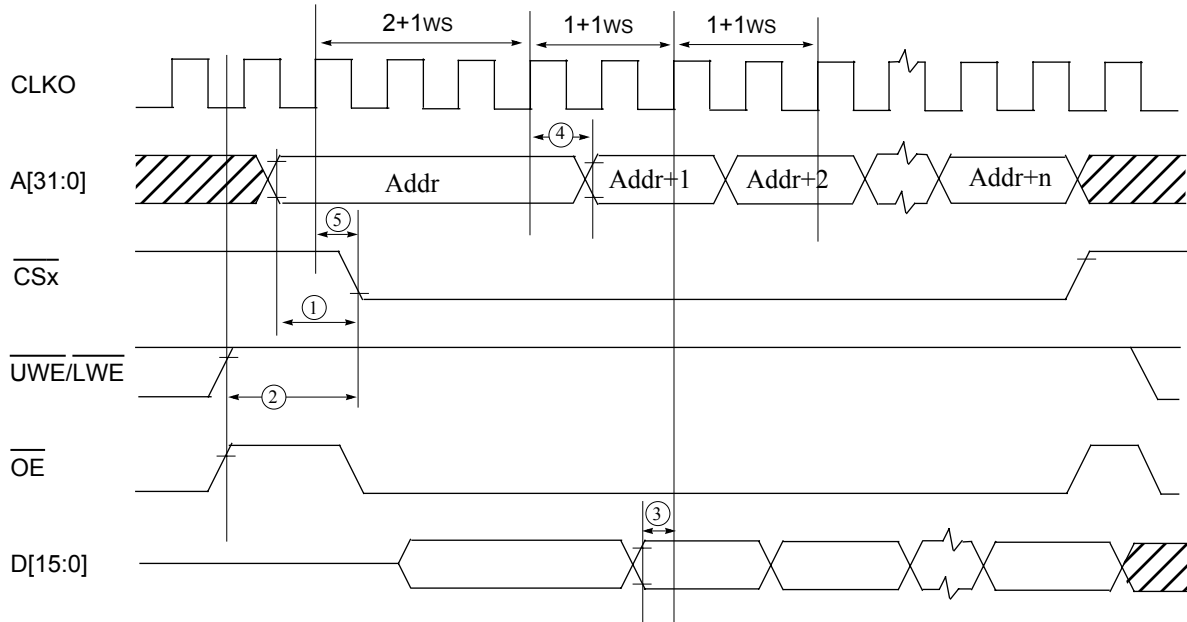 2+1WS 1+1WS 1+1WS
CLKO
④
A[31:0] Addr Addr+1 Addr+2 Addr+n
⑤
CSx
①
UWE/LWE
②
OE
③
D[15:0]